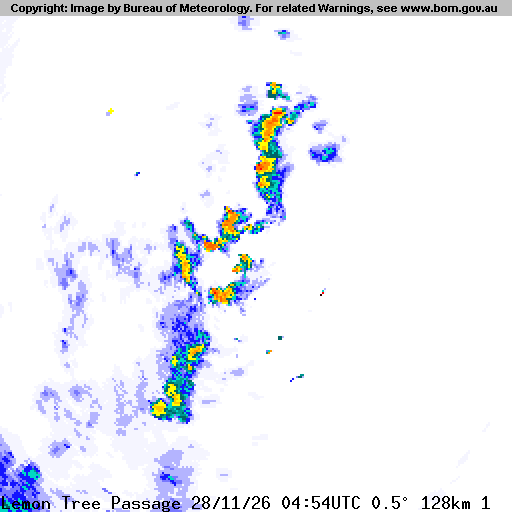 Copyright: Image by Bureau of Meteorology. For related Warnings, see www.bom.gov.au
Lemon Tree Passage 28/11/26 04:54UTC 0.5° 128km 1